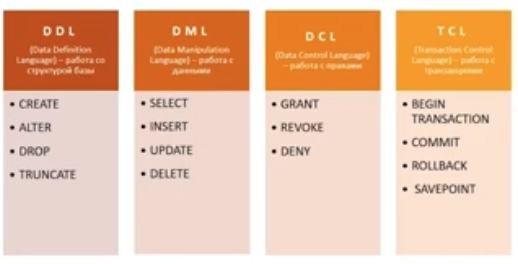 DDL
(Data Definition
Language) – работа со
структурой базы
• CREATE
• ALTER
• DROP
• TRUNCATE
DML
(Data Manipulation
Language) – работа с
данными
• SELECT
• INSERT
• UPDATE
• DELETE
DCL
(Data Control Language)
– работа с правами
• GRANT
• REVOKE
• DENY
TCL
(Transaction Control
Language) – работа с
транзакциями
• BEGIN
TRANSACTION
• COMMIT
• ROLLBACK
• SAVEPOINT